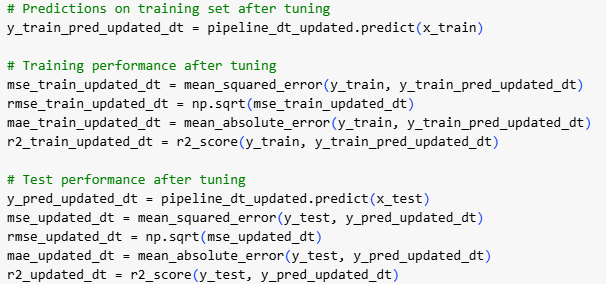 # Predictions on training set after tuning
y_train_pred_updated_dt = pipeline_dt_updated.predict(x_train)
# Training performance after tuning
mse_train_updated_dt = mean_squared_error(y_train, y_train_pred_updated_dt)
rmse_train_updated_dt = np.sqrt(mse_train_updated_dt)
mae_train_updated_dt = mean_absolute_error(y_train, y_train_pred_updated_dt)
r2_train_updated_dt = r2_score(y_train, y_train_pred_updated_dt)
# Test performance after tuning
y_pred_updated_dt = pipeline_dt_updated.predict(x_test)
mse_updated_dt = mean_squared_error(y_test, y_pred_updated_dt)
rmse_updated_dt = np.sqrt(mse_updated_dt)
mae_updated_dt = mean_absolute_error(y_test, y_pred_updated_dt)
r2_updated_dt = r2_score(y_test, y_pred_updated_dt)